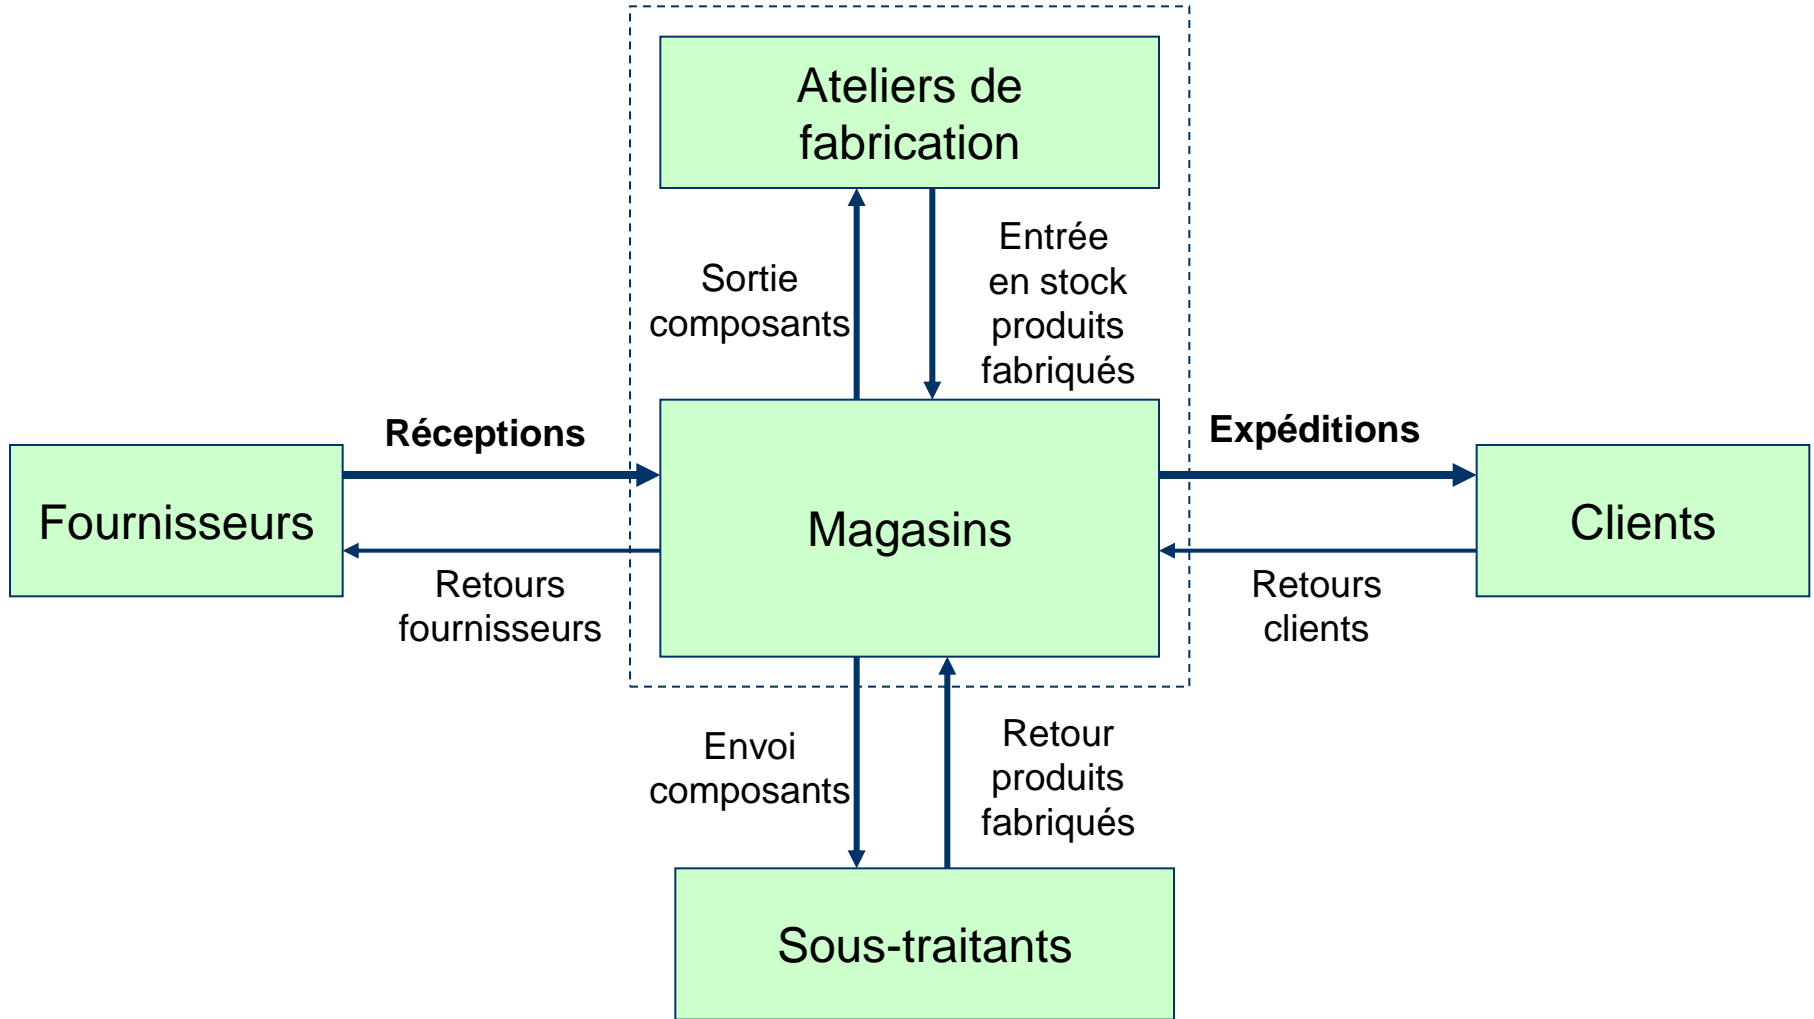 Ateliers de
fabrication
Sortie
composants
Entrée
en stock
produits
fabriqués
Réceptions
Expéditions
Fournisseurs
Magasins
Clients
Retours
fournisseurs
Retours
clients
Envoi
composants
Retour
produits
fabriqués
Sous-traitants